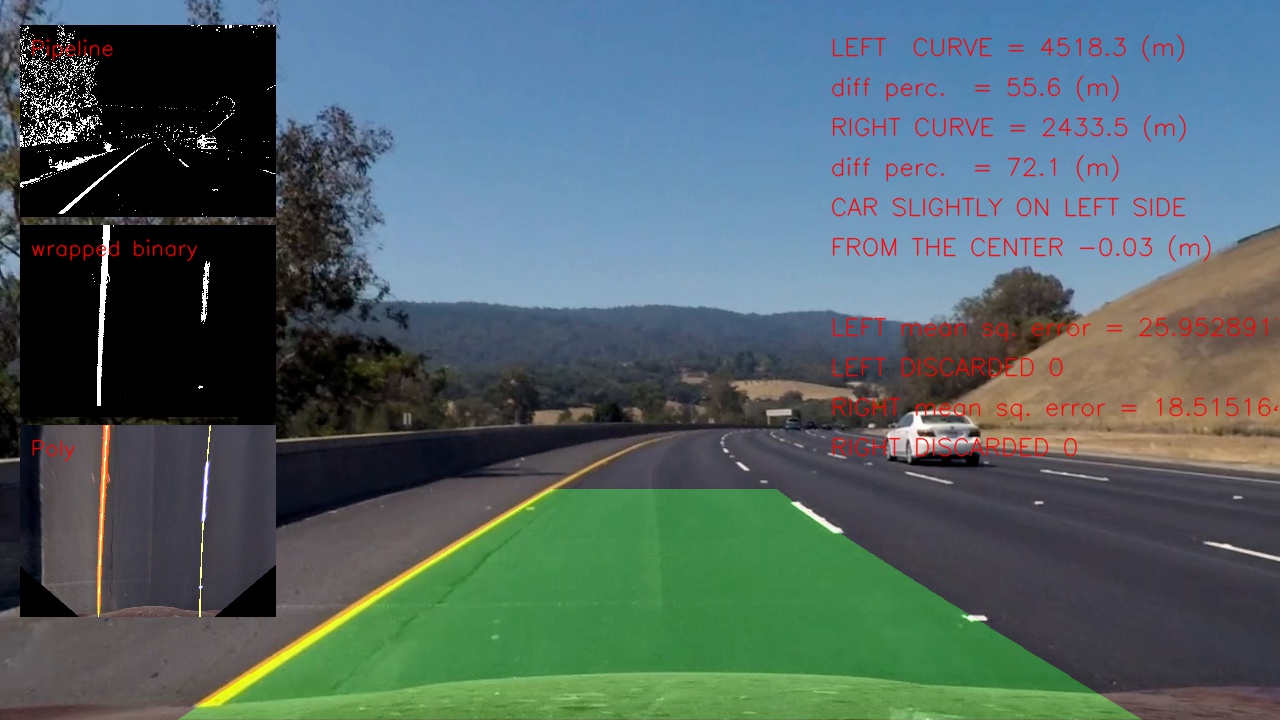 Pipeline
wrapped binary
Poly
LEFT CURVE = 4518.3 (m)
diff perc. = 55.6 (m)
RIGHT CURVE = 2433.5 (m)
diff perc. = 72.1 (m)
CAR SLIGHTLY ON LEFT SIDE
FROM THE CENTER -0.03 (m)
LEFT mean sq. error = 25.952891
LEFT DISCARDED 0
RIGMT mean sq. error = 18.515164
RIGHT DISCARDED 0